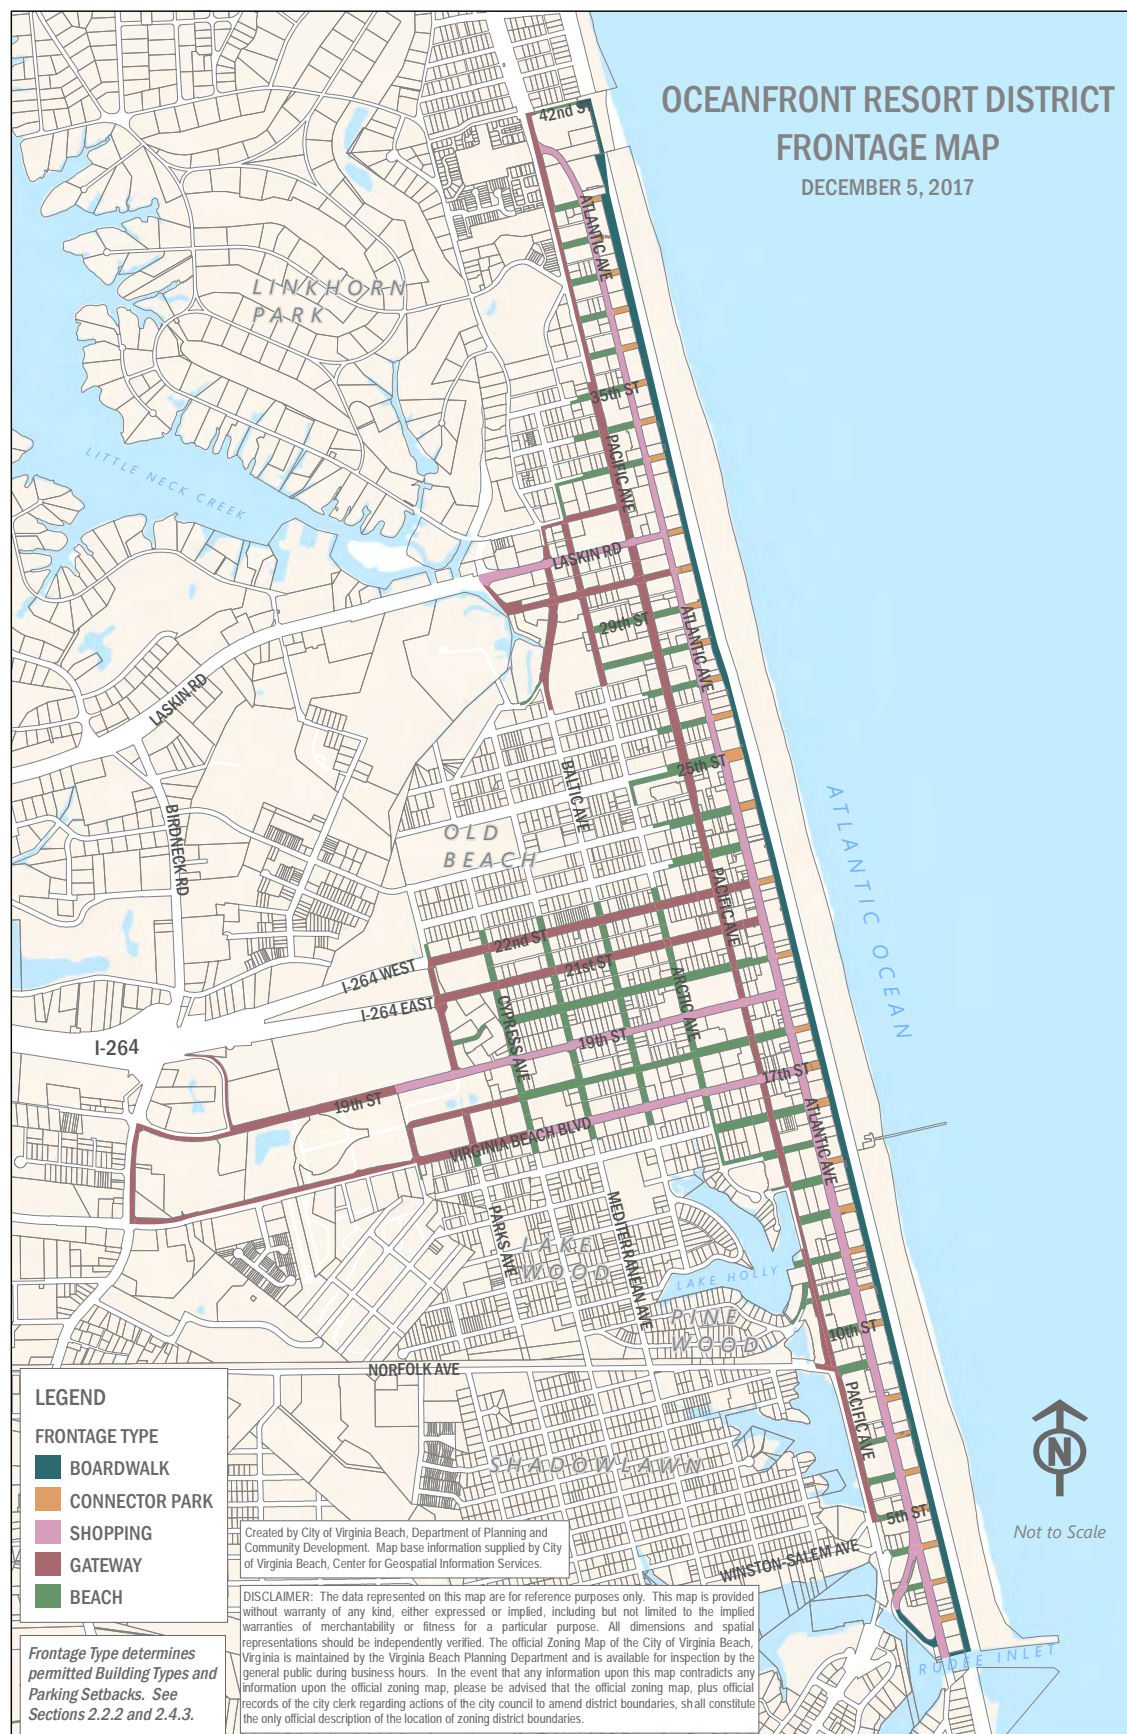 OCEANFRONT RESORT DISTRICT
FRONTAGE MAP
DECEMBER 5, 2017
42nd ST
ATLANTIC AVE
LINKHORN
PARK
35th ST
PACIFIC AVE
LITTLE NECK CREEK
LASKIN RD
29th ST
ATLANTIC AVE
LASKIN RD
25th ST
BALTIC AVE
ATLANTIC OCEAN
BIRDNECK RD
OLD
BEACH
PACIFIC AVE
22nd ST
21st ST
I-264 WEST
ARCTIC AVE
I-264 EAST
CYPRESS AVE
I-264
19th ST
17th ST
19th ST
ATLANTIC AVE
VIRGINIA BEACH BLVD
PARKS AVE
MEDITERRANEAN AVE
LAKE
WOOD
LAKE HOLLY
PINE
WOOD
10th ST
NORFOLK AVE
PACIFIC AVE
SHADOWLAWN
5th ST
WINSTON-SALEM AVE
RUDEE INLET
N
Not to Scale
LEGEND
FRONTAGE TYPE
BOARDWALK
CONNECTOR PARK
SHOPPING
GATEWAY
BEACH
Frontage Type determines
permitted Building Types and
Parking Setbacks. See
Sections 2.2.2 and 2.4.3.
Created by City of Virginia Beach, Department of Planning and
Community Development. Map base information supplied by City
of Virginia Beach, Center for Geospatial Information Services.
DISCLAIMER: The data represented on this map are for reference purposes only. This map is provided
without warranty of any kind, either expressed or implied, including but not limited to the implied
warranties of merchantability or fitness for a particular purpose. All dimensions and spatial
representations should be independently verified. The official Zoning Map of the City of Virginia Beach,
Virginia is maintained by the Virginia Beach Planning Department and is available for inspection by the
general public during business hours. In the event that any information upon this map contradicts any
information upon the official zoning map, please be advised that the official zoning map, plus official
records of the city clerk regarding actions of the city council to amend district boundaries, shall constitute
the only official description of the location of zoning district boundaries.